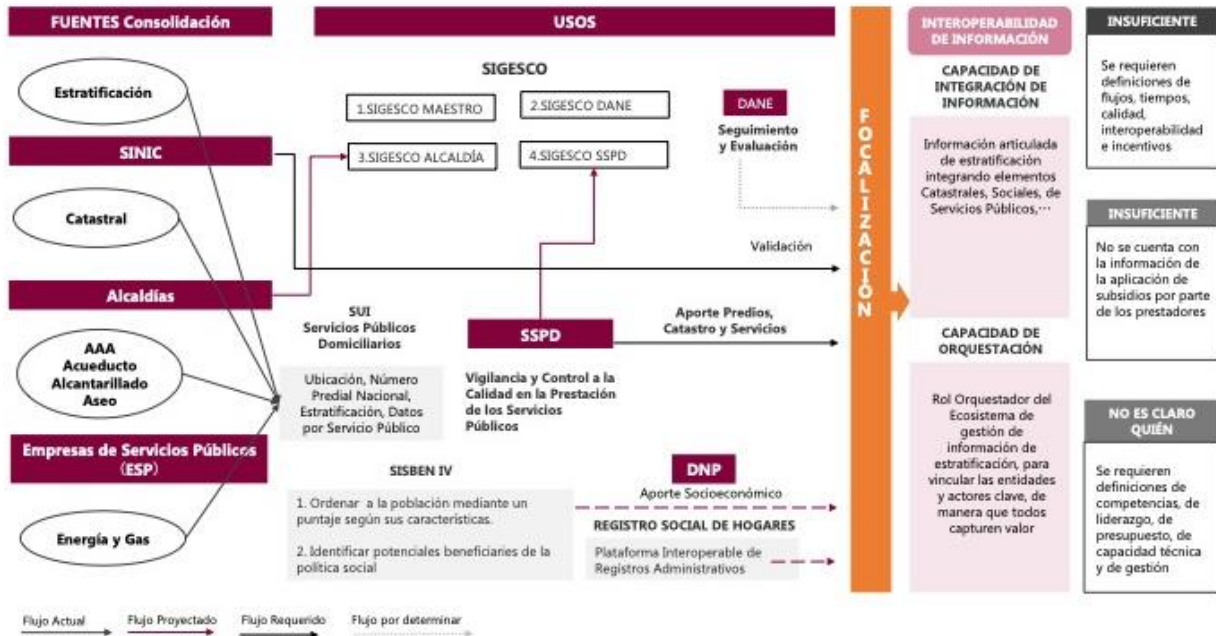 FUENTES Consolidación
Estratificación
SINIC
Catastral
Alcaldías
AAA
Acueducto
Alcantarillado
Aseo
Empresas de Servicios Públicos
(ESP)
Energía y Gas
USOS
SIGESCO
1.SIGESCO MAESTRO
2.SIGESCO DANE
3.SIGESCO ALCALDÍA
4.SIGESCO SSPD
DANE
Seguimiento
y Evaluación
Validación
SUI
Servicios Públicos
Domiciliarios
Ubicación, Número
Predial Nacional,
Estratificación, Datos
por Servicio Público
SSPD
Vigilancia y Control a la
Calidad en la Prestación
de los Servicios
Públicos
Aporte Predios,
Catastro y Servicios
SISBEN IV
1. Ordenar a la población mediante un
puntaje según sus características.
2. Identificar potenciales beneficiaries de la
política social
DNP
Aporte Socioeconómico
REGISTRO SOCIAL DE HOGARES
Plataforma Interoperable de
Registros Administrativos
FOCALIZACIÓN
INTEROPERABILIDAD
DE INFORMACIÓN
CAPACIDAD DE
INTEGRACIÓN DE
INFORMACIÓN
Información articulada
de estratificación
integrando elementos
Catastrales, Sociales, de
Servicios Públicos,...
CAPACIDAD DE
ORQUESTACIÓN
Rol Orquestador del
Ecosistema de
gestión de
información de
estratificación, para
vincular las entidades
y actores clave, de
manera que todos
capturen valor
INSUFICIENTE
Se requieren
definiciones de
flujos, tiempos,
calidad,
interoperabilidad
e incentivos
INSUFICIENTE
No se cuenta con
la información de
la aplicación de
subsidios por parte
de los prestadores
NO ES CLARO
QUIÉN
Se requieren
definiciones de
competencias, de
liderazgo, de
presupuesto, de
capacidad técnica
y de gestión
Flujo Actual
Flujo Proyectado
Flujo Requerido
Flujo por determinar